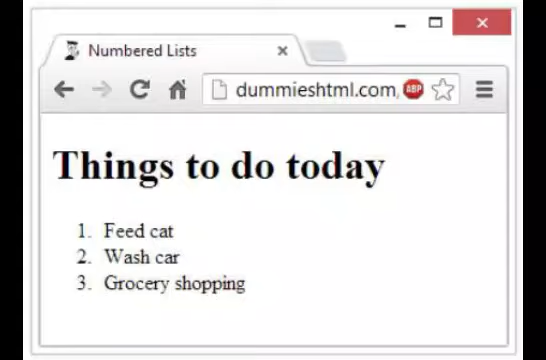 Numbered Lists
dummieshtml.com/
ABP
Things to do today
1. Feed cat
2. Wash car
3. Grocery shopping